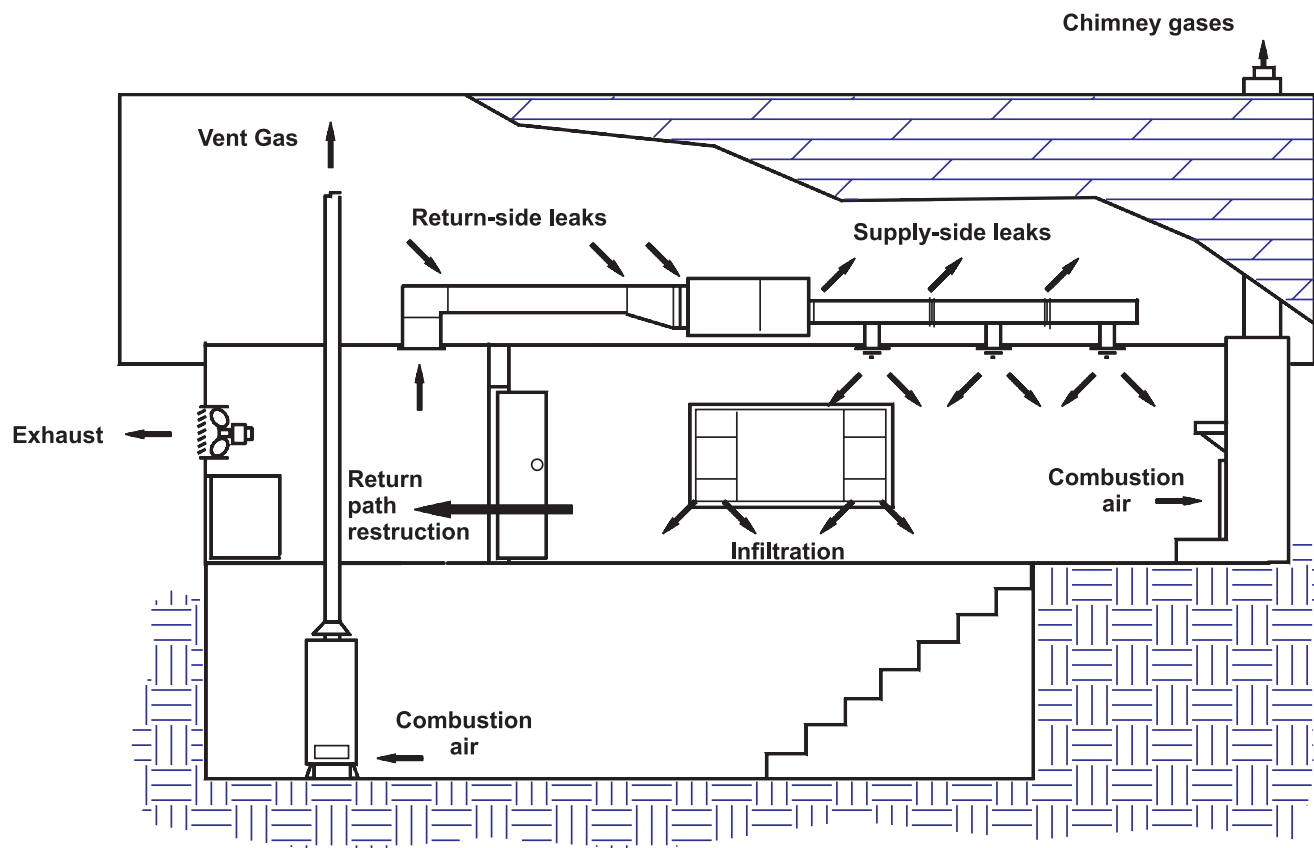 Chimney gases
Vent Gas
Return-side leaks
Supply-side leaks
Exhaust
Return
path
restruction
Combustion
air
Infiltration
Combustion
air